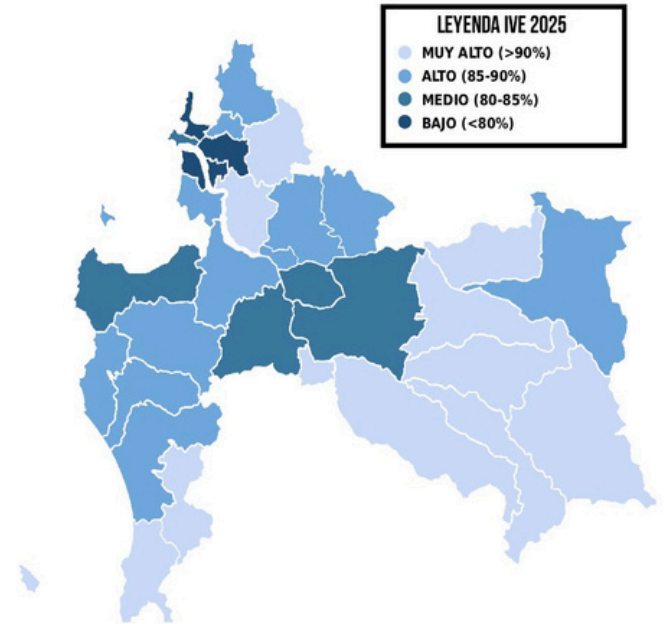 LEYENDA IVE 2025
MUY ALTO (>90%)
ALTO (85-90%)
MEDIO (80-85%)
BAJO (<80%)